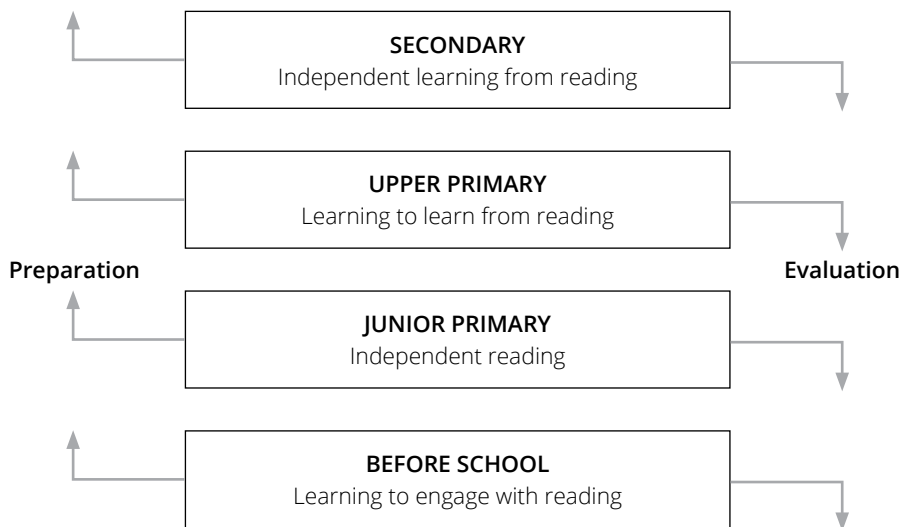 SECONDARY
Independent learning from reading
UPPER PRIMARY
Learning to learn from reading
Preparation
Evaluation
JUNIOR PRIMARY
Independent reading
BEFORE SCHOOL
Learning to engage with reading